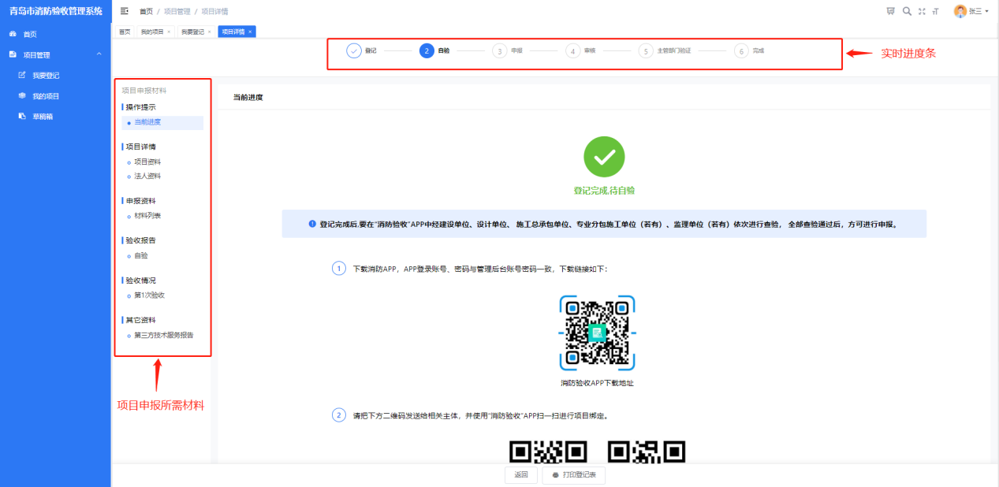 青岛市消防验收管理系统
首页 / 项目管理 / 项目详情
张三
首页
项目管理
我要登记
我的项目
草稿箱
首页 我的项目 × 我要登记 × 项目详情 ×
登记 2 自验 3 申报 4 审核 5 主管部门验证 6 完成
实时进度条
项目申报材料
操作提示
当前进度
项目详情
项目资料
法人资料
申报资料
材料列表
验收报告
自验
验收情况
第1次验收
其它资料
第三方技术服务报告
项目申报所需材料
当前进度
登记完成,待自验
登记完成后,要在“消防验收”APP中经建设单位、设计单位、 施工总承包单位、专业分包施工单位(若有)、监理单位(若有)依次进行查验, 全部查验通过后,方可进行申报。
1 下载消防APP,APP登录账号、密码与管理后台账号密码一致,下载链接如下:
消防验收APP下载地址
2 请把下方二维码发送给相关主体,并使用“消防验收”APP扫一扫进行项目绑定。
返回 打印登记表